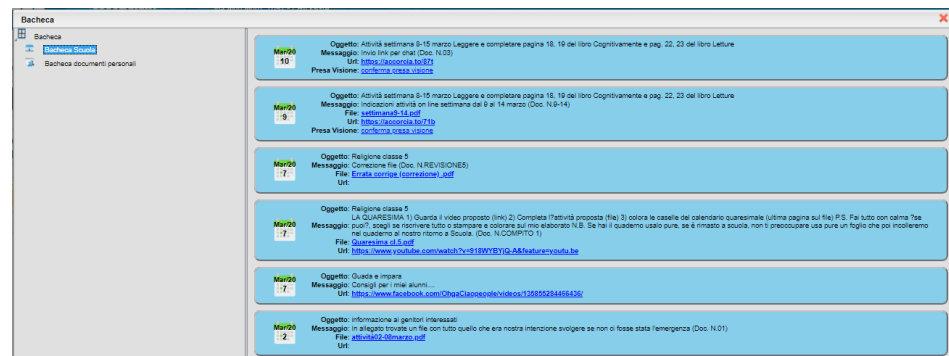 Bacheca
Bacheca
Bacheca Scuola
Bacheca documenti personali
Mar/20
10
Oggetto: Attività settimana 8-15 marzo Leggere e completare pagina 18, 19 del libro Cognitivamente e pag. 22, 23 del libro Letture
Messaggio: Invio link per chat (Doc. N.03)
Url: https://accorcia.to/87t
Presa Visione: conferma presa visione
Mar/20
9
Oggetto: Attività settimana 8-15 marzo Leggere e completare pagina 18, 19 del libro Cognitivamente e pag. 22, 23 del libro Letture
Messaggio: Indicazioni attività on line settimana dal 9 al 14 marzo (Doc. N.9-14)
File: settimana9-14.pdf
Url: https://accorcia.to/71b
Presa Visione: conferma presa visione
Mar/20
7
Oggetto: Religione classe 5
Messaggio: Correzione file (Doc. N.REVISIONE5)
File: Errata corrige (correzione) .pdf
Url:
Mar/20
7
Oggetto: Religione classe 5
LA QUARESIMA 1) Guarda il video proposto (link) 2) Completa l?attività proposta (file) 3) colora le caselle del calendario quaresimale (ultima pagina sul file) P.S. Fai tutto con calma ?se
Messaggio: puoi?, scegli se riscrivere tutto o stampare e colorare sul mio elaborato N.B. Se hai il quaderno usalo pure, se è rimasto a scuola, non ti preoccupare usa pure un foglio che poi incolleremo
nel quaderno al nostro ritorno a Scuola. (Doc. N.COMPITO 1)
File: Quaresima cl.5.pdf
Url: https://www.youtube.com/watch?v=918WYBYjQ-A&feature=youtu.be
Mar/20
7
Oggetto: Guada e impara
Messaggio: Consigli per i miei alunni....
Url: https://www.facebook.com/OhgaCiaopeople/videos/135855284466436/
Mar/20
2
Oggetto: informazione ai genitori interessati
Messaggio: In allegato trovate un file con tutto quello che era nostra intenzione svolgere se non ci fosse stata l'emergenza (Doc. N.01)
File: attività02-08marzo.pdf
Url: